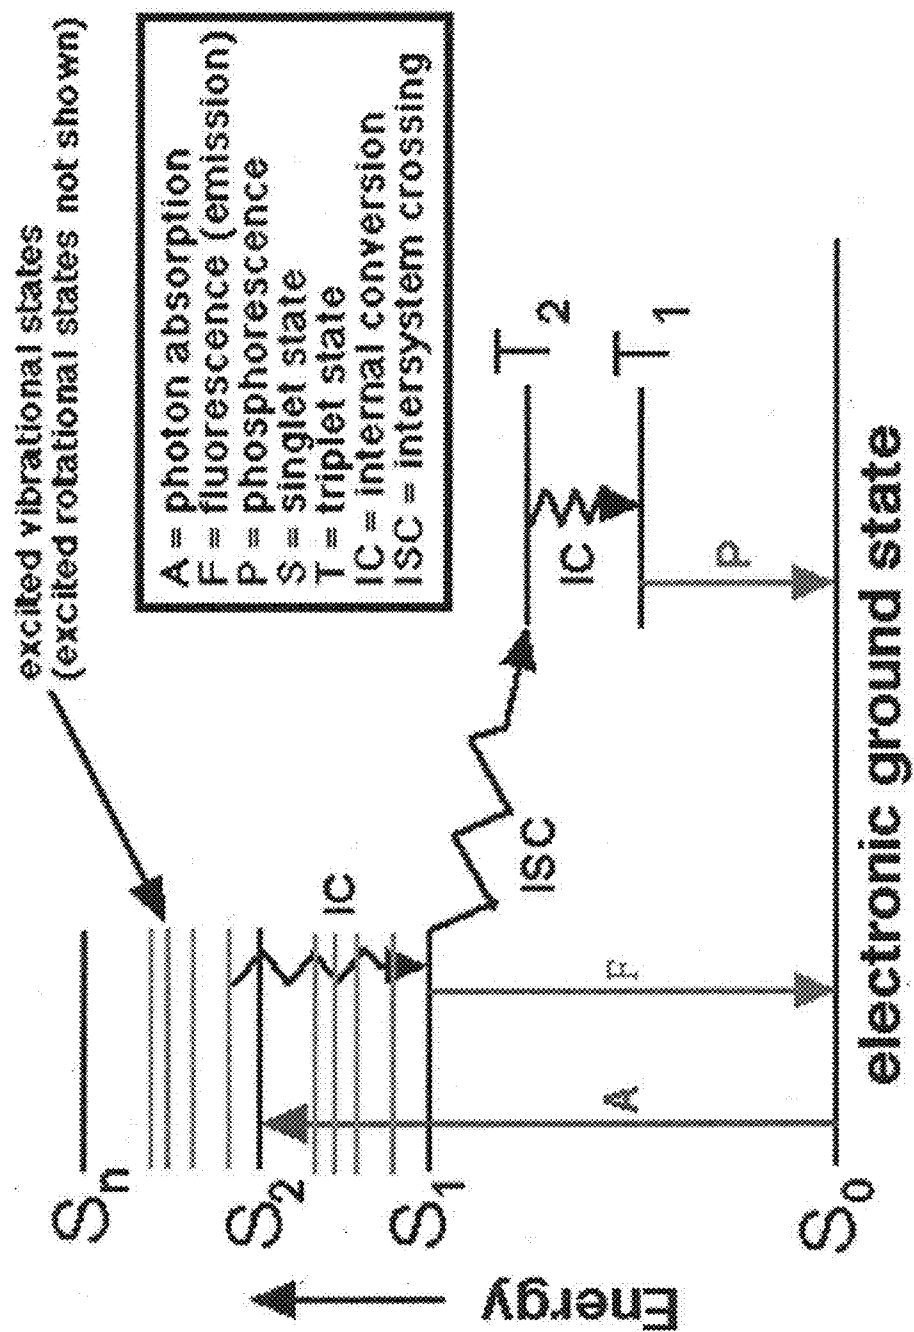 excited vibrational states
(excited rotational states not shown)
A = photon absorption
F = fluorescence (emission)
P = phosphorescence
S = singlet state
T = triplet state
IC = internal conversion
ISC = intersystem crossing
Energy
Sn
S2
S1
S0
IC
ISC
A
F
T2
IC
T1
P
electronic ground state